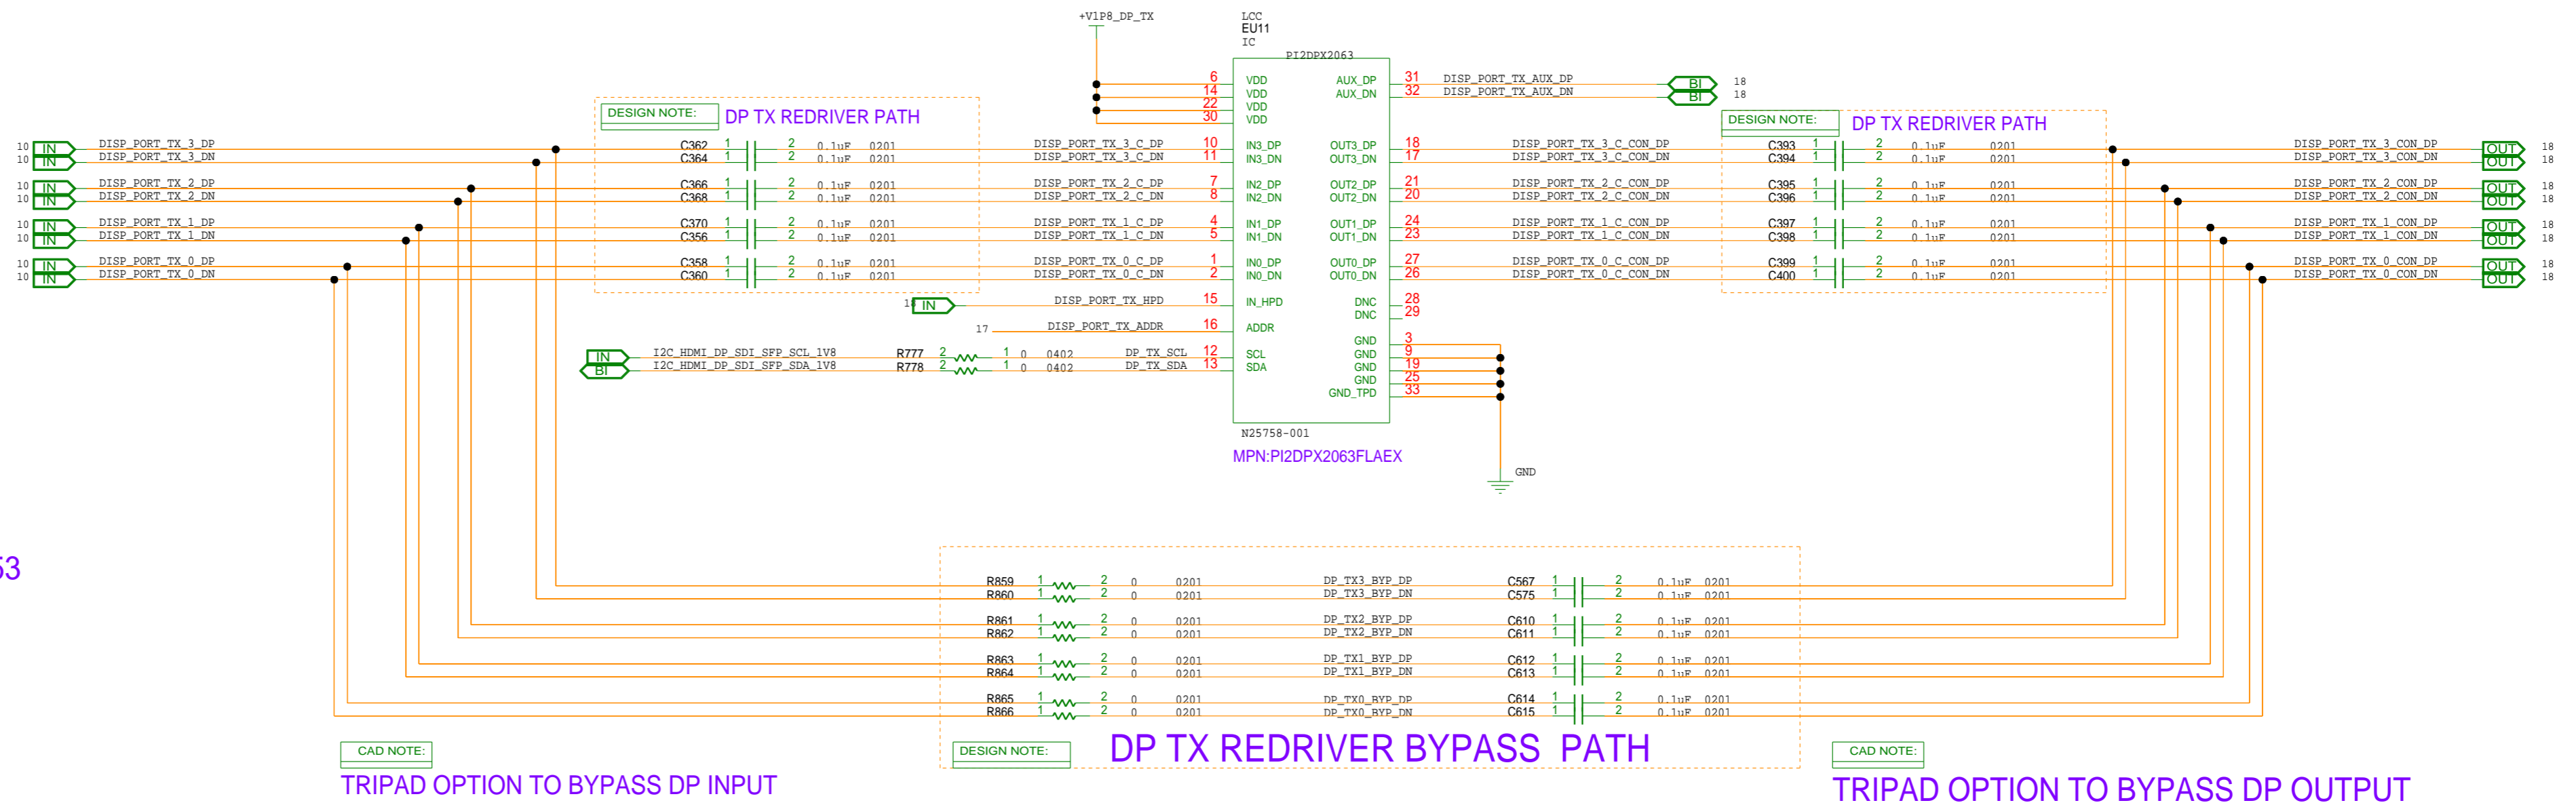 +V1P8_DP_TX
LCC
EU11
IC
PI2DPX2063
6 VDD AUX_DP 31 DISP_PORT_TX_AUX_DP BI 18
14 VDD AUX_DN 32 DISP_PORT_TX_AUX_DN BI 18
22 VDD
30 VDD
DESIGN NOTE: DP TX REDRIVER PATH
DESIGN NOTE: DP TX REDRIVER PATH
10 IN DISP_PORT_TX_3_DP C362 1 2 0.1uF 0201 DISP_PORT_TX_3_C_DP 10 IN3_DP OUT3_DP 18 DISP_PORT_TX_3_C_CON_DP C393 1 2 0.1uF 0201 DISP_PORT_TX_3_CON_DP OUT 18
10 IN DISP_PORT_TX_3_DN C364 1 2 0.1uF 0201 DISP_PORT_TX_3_C_DN 11 IN3_DN OUT3_DN 17 DISP_PORT_TX_3_C_CON_DN C394 1 2 0.1uF 0201 DISP_PORT_TX_3_CON_DN OUT 18
10 IN DISP_PORT_TX_2_DP C366 1 2 0.1uF 0201 DISP_PORT_TX_2_C_DP 7 IN2_DP OUT2_DP 21 DISP_PORT_TX_2_C_CON_DP C395 1 2 0.1uF 0201 DISP_PORT_TX_2_CON_DP OUT 18
10 IN DISP_PORT_TX_2_DN C368 1 2 0.1uF 0201 DISP_PORT_TX_2_C_DN 8 IN2_DN OUT2_DN 20 DISP_PORT_TX_2_C_CON_DN C396 1 2 0.1uF 0201 DISP_PORT_TX_2_CON_DN OUT 18
10 IN DISP_PORT_TX_1_DP C370 1 2 0.1uF 0201 DISP_PORT_TX_1_C_DP 4 IN1_DP OUT1_DP 24 DISP_PORT_TX_1_C_CON_DP C397 1 2 0.1uF 0201 DISP_PORT_TX_1_CON_DP OUT 18
10 IN DISP_PORT_TX_1_DN C356 1 2 0.1uF 0201 DISP_PORT_TX_1_C_DN 5 IN1_DN OUT1_DN 23 DISP_PORT_TX_1_C_CON_DN C398 1 2 0.1uF 0201 DISP_PORT_TX_1_CON_DN OUT 18
10 IN DISP_PORT_TX_0_DP C358 1 2 0.1uF 0201 DISP_PORT_TX_0_C_DP 1 IN0_DP OUT0_DP 27 DISP_PORT_TX_0_C_CON_DP C399 1 2 0.1uF 0201 DISP_PORT_TX_0_CON_DP OUT 18
10 IN DISP_PORT_TX_0_DN C360 1 2 0.1uF 0201 DISP_PORT_TX_0_C_DN 2 IN0_DN OUT0_DN 26 DISP_PORT_TX_0_C_CON_DN C400 1 2 0.1uF 0201 DISP_PORT_TX_0_CON_DN OUT 18
IN DISP_PORT_TX_HPD 15 IN_HPD DNC 28
DNC 29
17 DISP_PORT_TX_ADDR 16 ADDR
GND 3
IN I2C_HDMI_DP_SDI_SFP_SCL_1V8 R777 2 1 0 0402 DP_TX_SCL 12 SCL GND 9
BI I2C_HDMI_DP_SDI_SFP_SDA_1V8 R778 2 1 0 0402 DP_TX_SDA 13 SDA GND 19
GND 25
GND_TPD 33
N25758-001
MPN:PI2DPX2063FLAEX
GND
53
R859 1 2 0 0201 DP_TX3_BYP_DP C567 1 2 0.1uF 0201
R860 1 2 0 0201 DP_TX3_BYP_DN C575 1 2 0.1uF 0201
R861 1 2 0 0201 DP_TX2_BYP_DP C610 1 2 0.1uF 0201
R862 1 2 0 0201 DP_TX2_BYP_DN C611 1 2 0.1uF 0201
R863 1 2 0 0201 DP_TX1_BYP_DP C612 1 2 0.1uF 0201
R864 1 2 0 0201 DP_TX1_BYP_DN C613 1 2 0.1uF 0201
R865 1 2 0 0201 DP_TX0_BYP_DP C614 1 2 0.1uF 0201
R866 1 2 0 0201 DP_TX0_BYP_DN C615 1 2 0.1uF 0201
CAD NOTE:
TRIPAD OPTION TO BYPASS DP INPUT
DESIGN NOTE: DP TX REDRIVER BYPASS PATH
CAD NOTE:
TRIPAD OPTION TO BYPASS DP OUTPUT